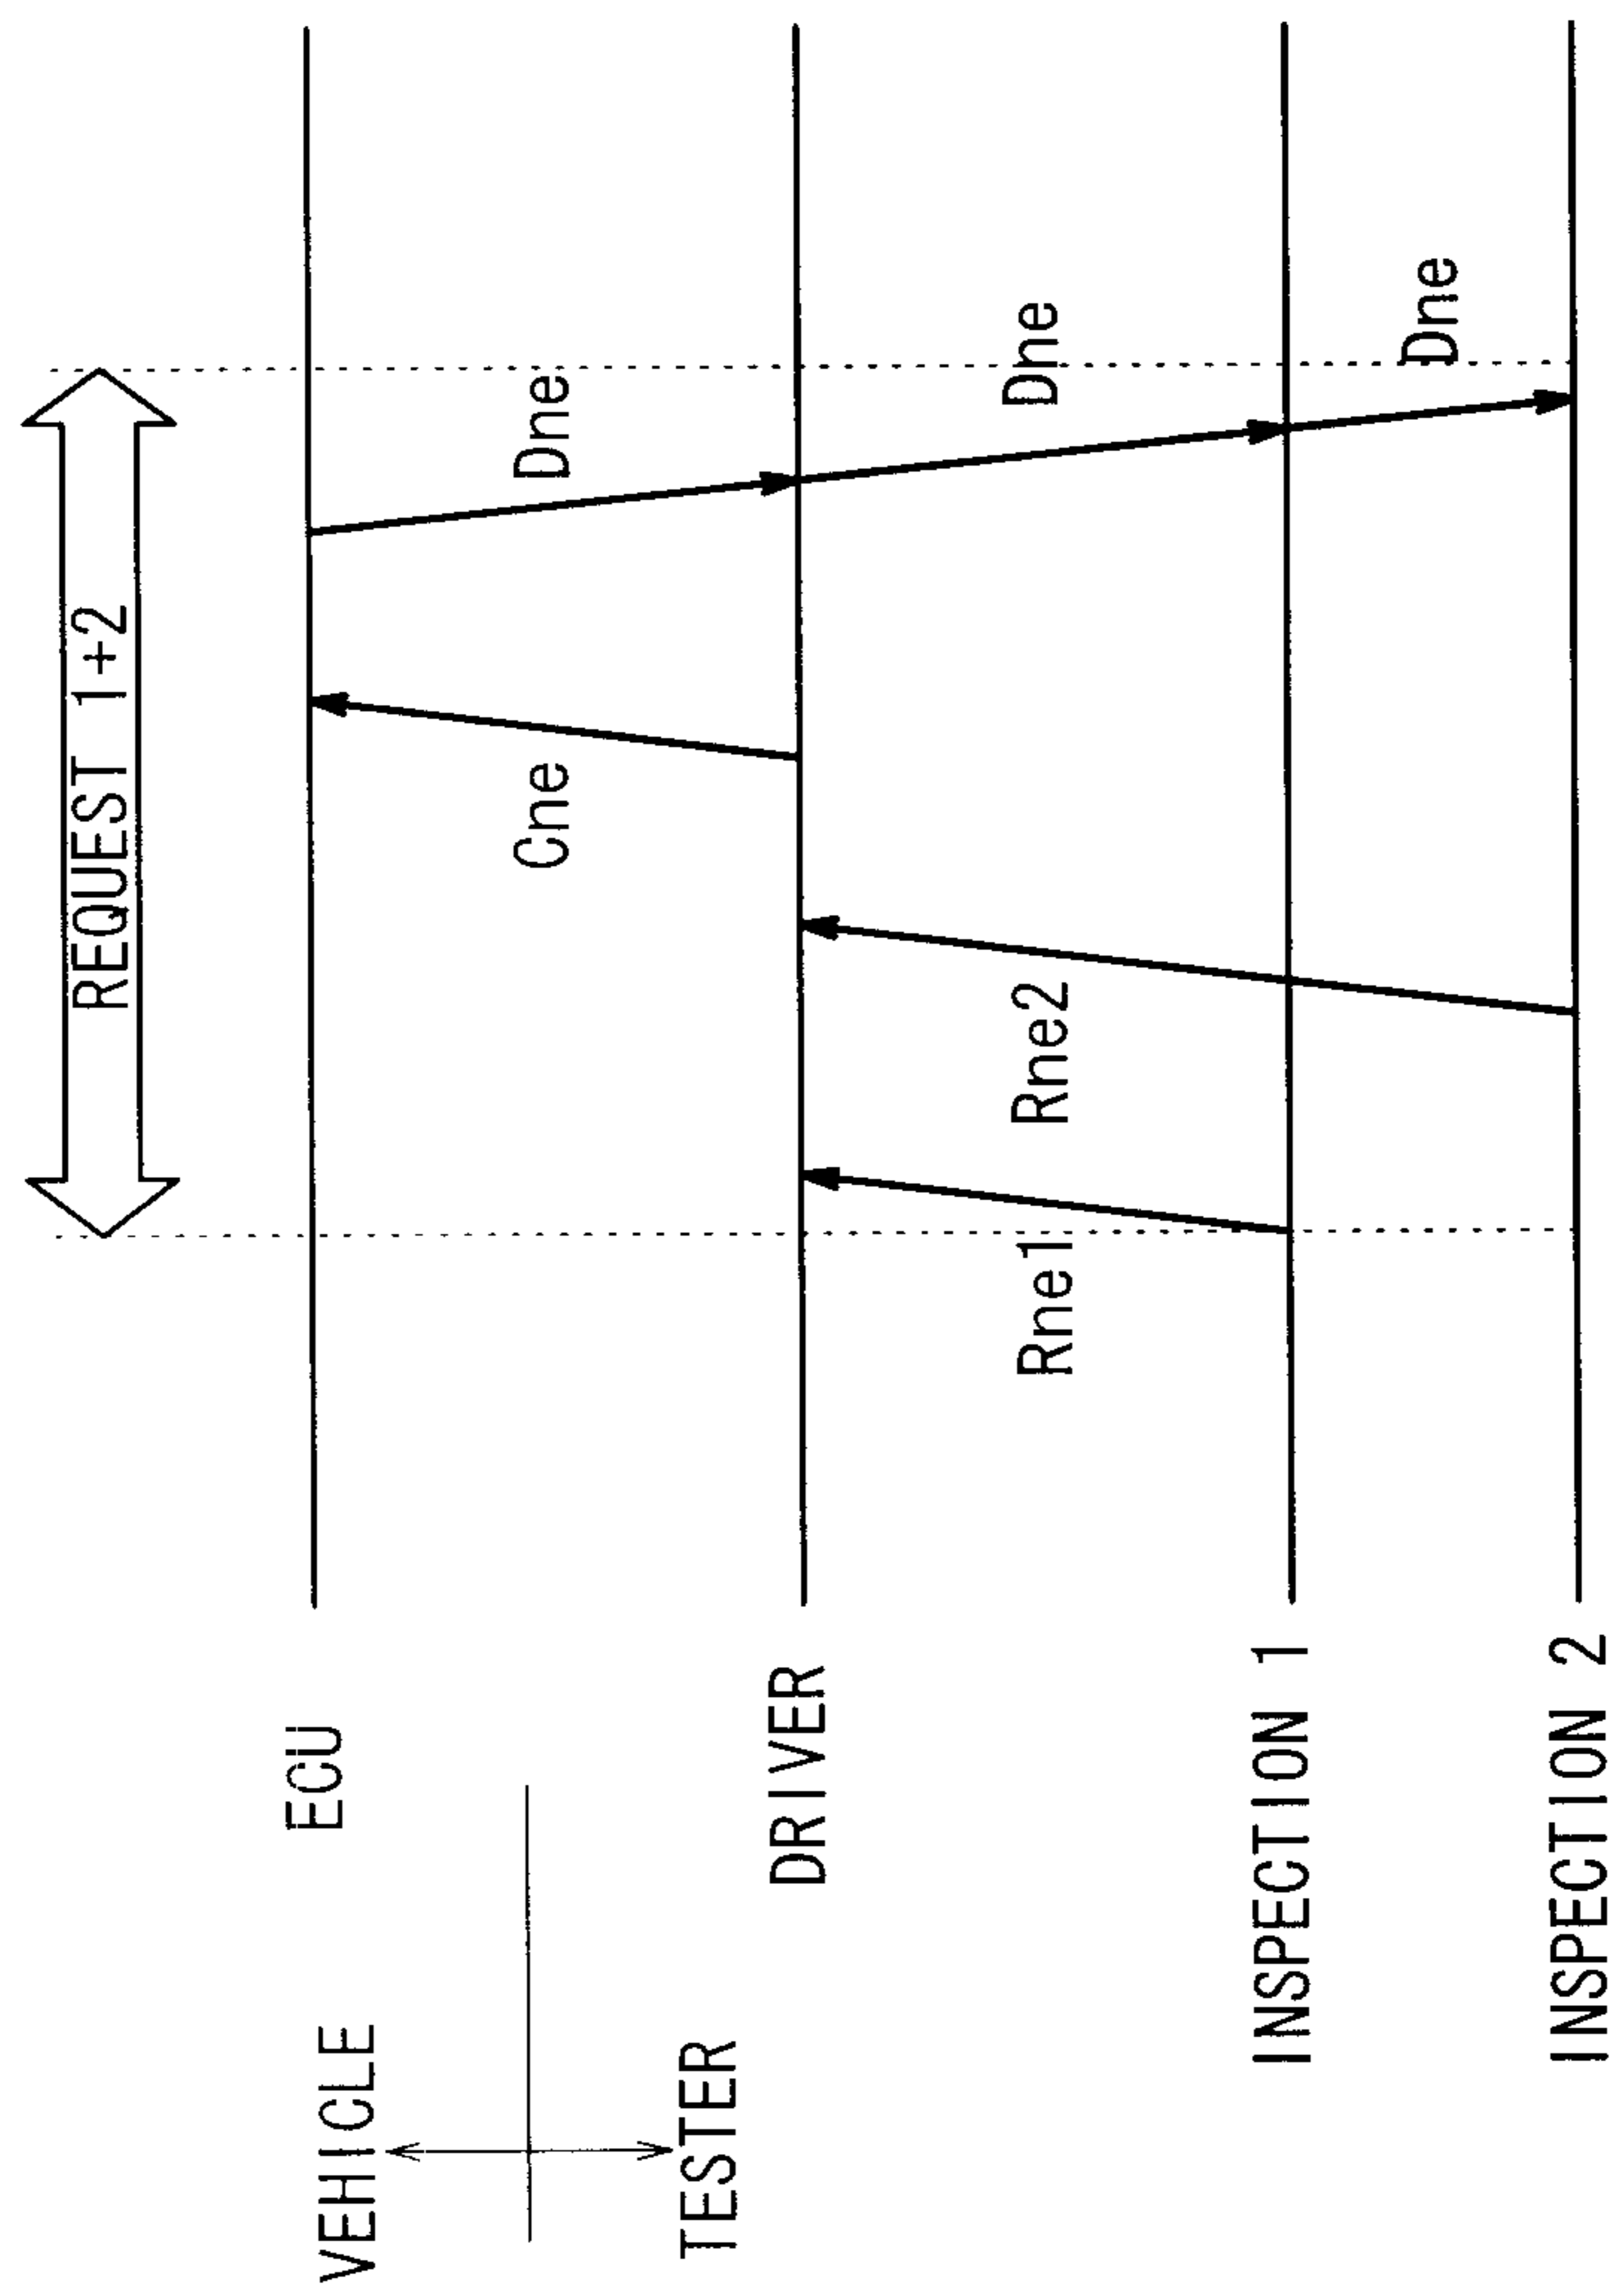 REQUEST 1+2
VEHICLE
ECU
Cne
Dne
TESTER
DRIVER
Rne1
Rne2
Dne
INSPECTION 1
Dne
INSPECTION 2